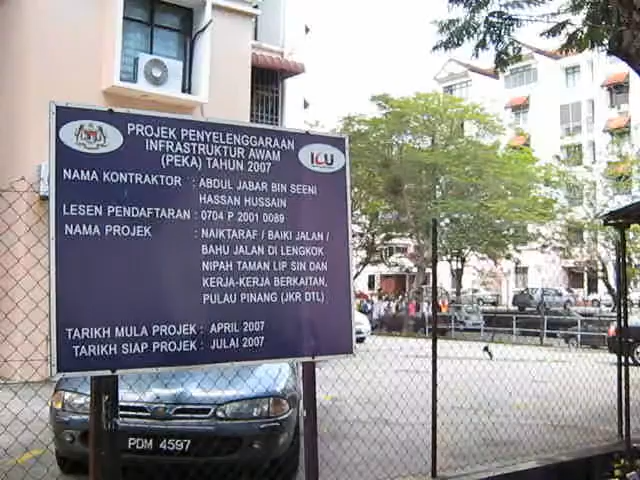 PROJEK PENYELENGGARAAN
INFRASTRUKTUR AWAM
(PEKA) TAHUN 2007
ICU
NAMA KONTRAKTOR : ABDUL JABAR BIN SEENI
HASSAN HUSSAIN
LESEN PENDAFTARAN : 0704 P 2001 0089
NAMA PROJEK : NAIKTARAF / BAIKI JALAN /
BAHU JALAN DI LENGKOK
NIPAH TAMAN LIP SIN DAN
KERJA-KERJA BERKAITAN,
PULAU PINANG (JKR DTL)
TARIKH MULA PROJEK : APRIL 2007
TARIKH SIAP PROJEK : JULAI 2007
PDM 4597